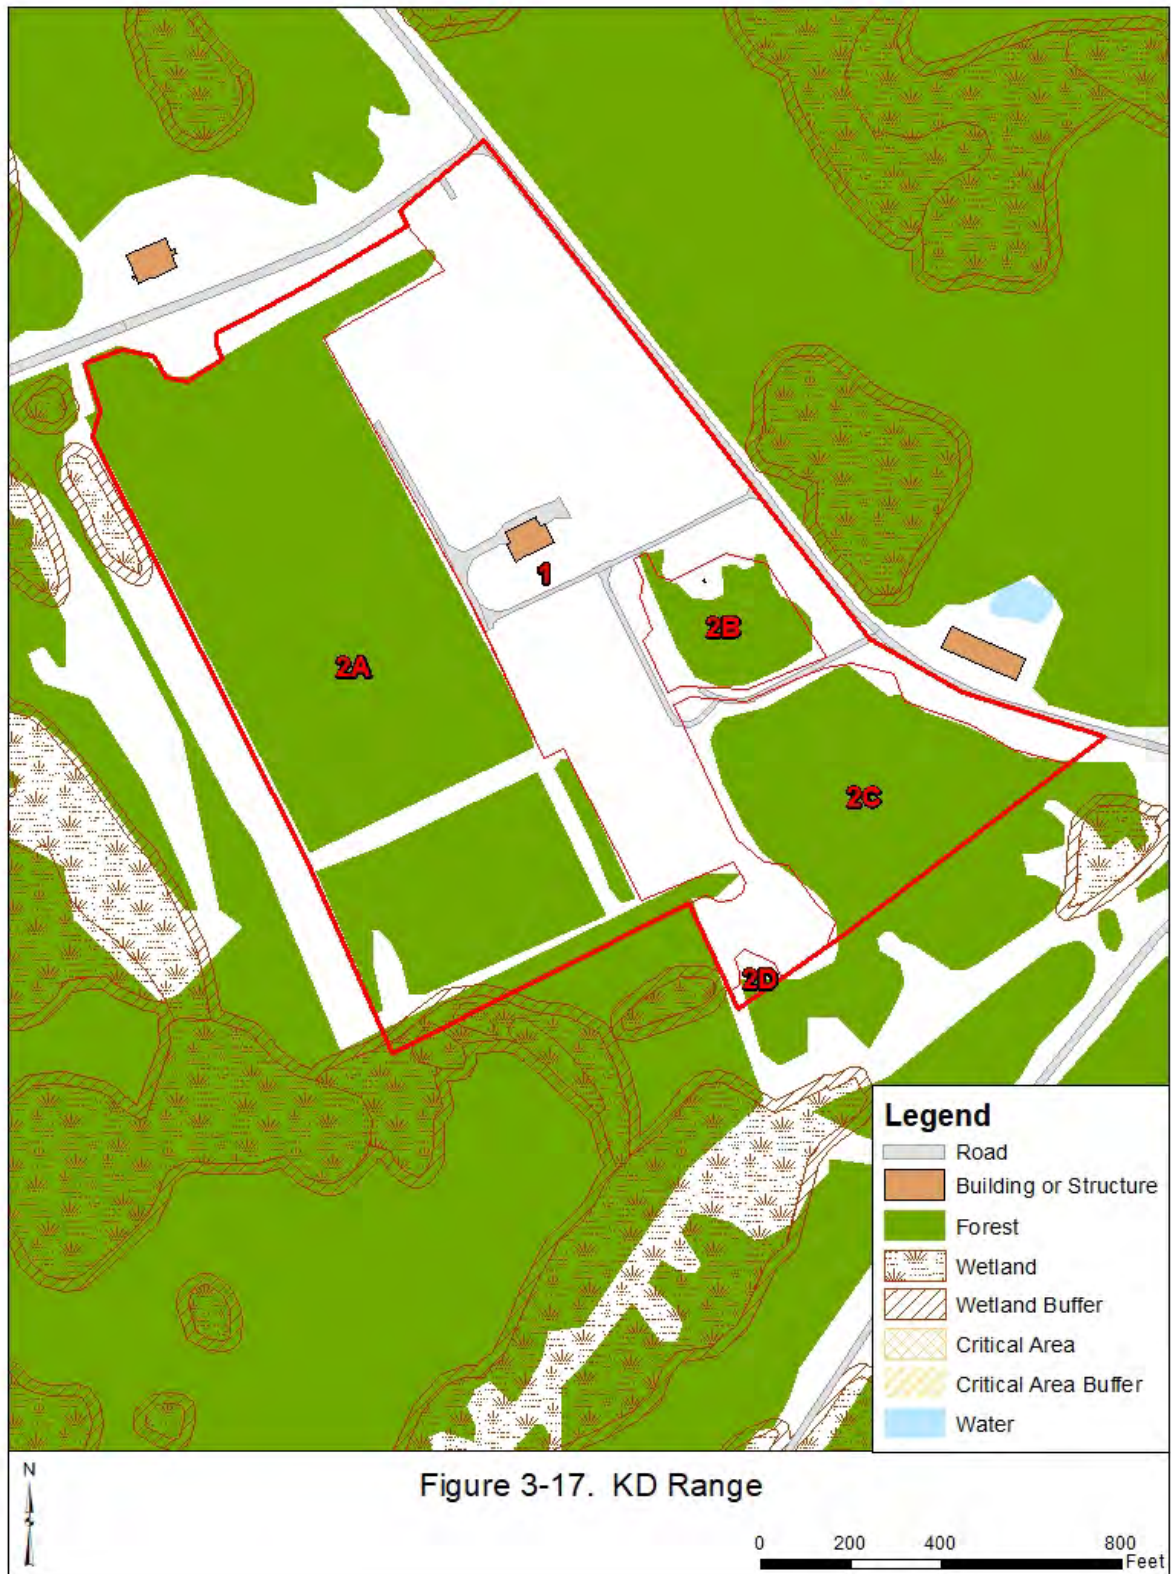 1
2A
2B
2C
2D
Legend
Road
Building or Structure
Forest
Wetland
Wetland Buffer
Critical Area
Critical Area Buffer
Water
N
S
Figure 3-17. KD Range
0 200 400 800
Feet